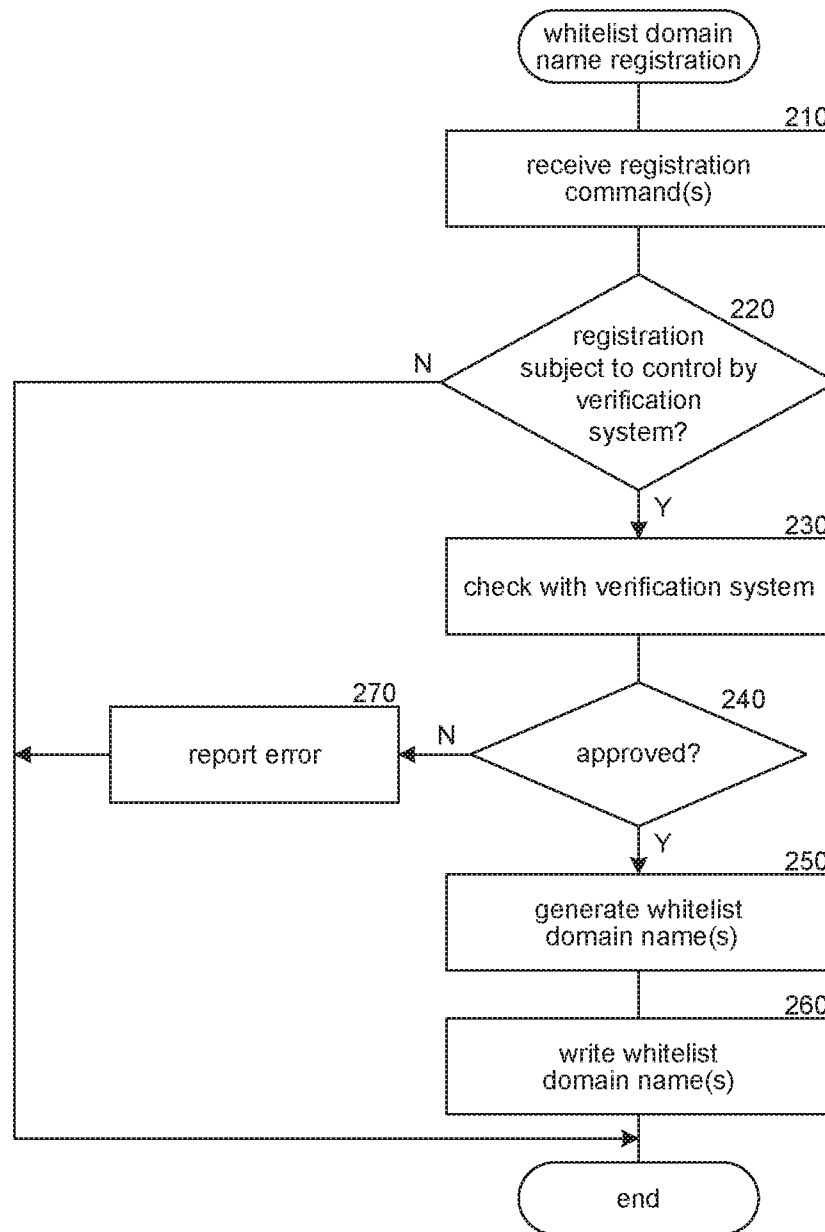 whitelist domain
name registration
210
receive registration
command(s)
220
registration
subject to control by
verification
system?
N
Y
230
check with verification system
240
approved?
N
270
report error
Y
250
generate whitelist
domain name(s)
260
write whitelist
domain name(s)
end